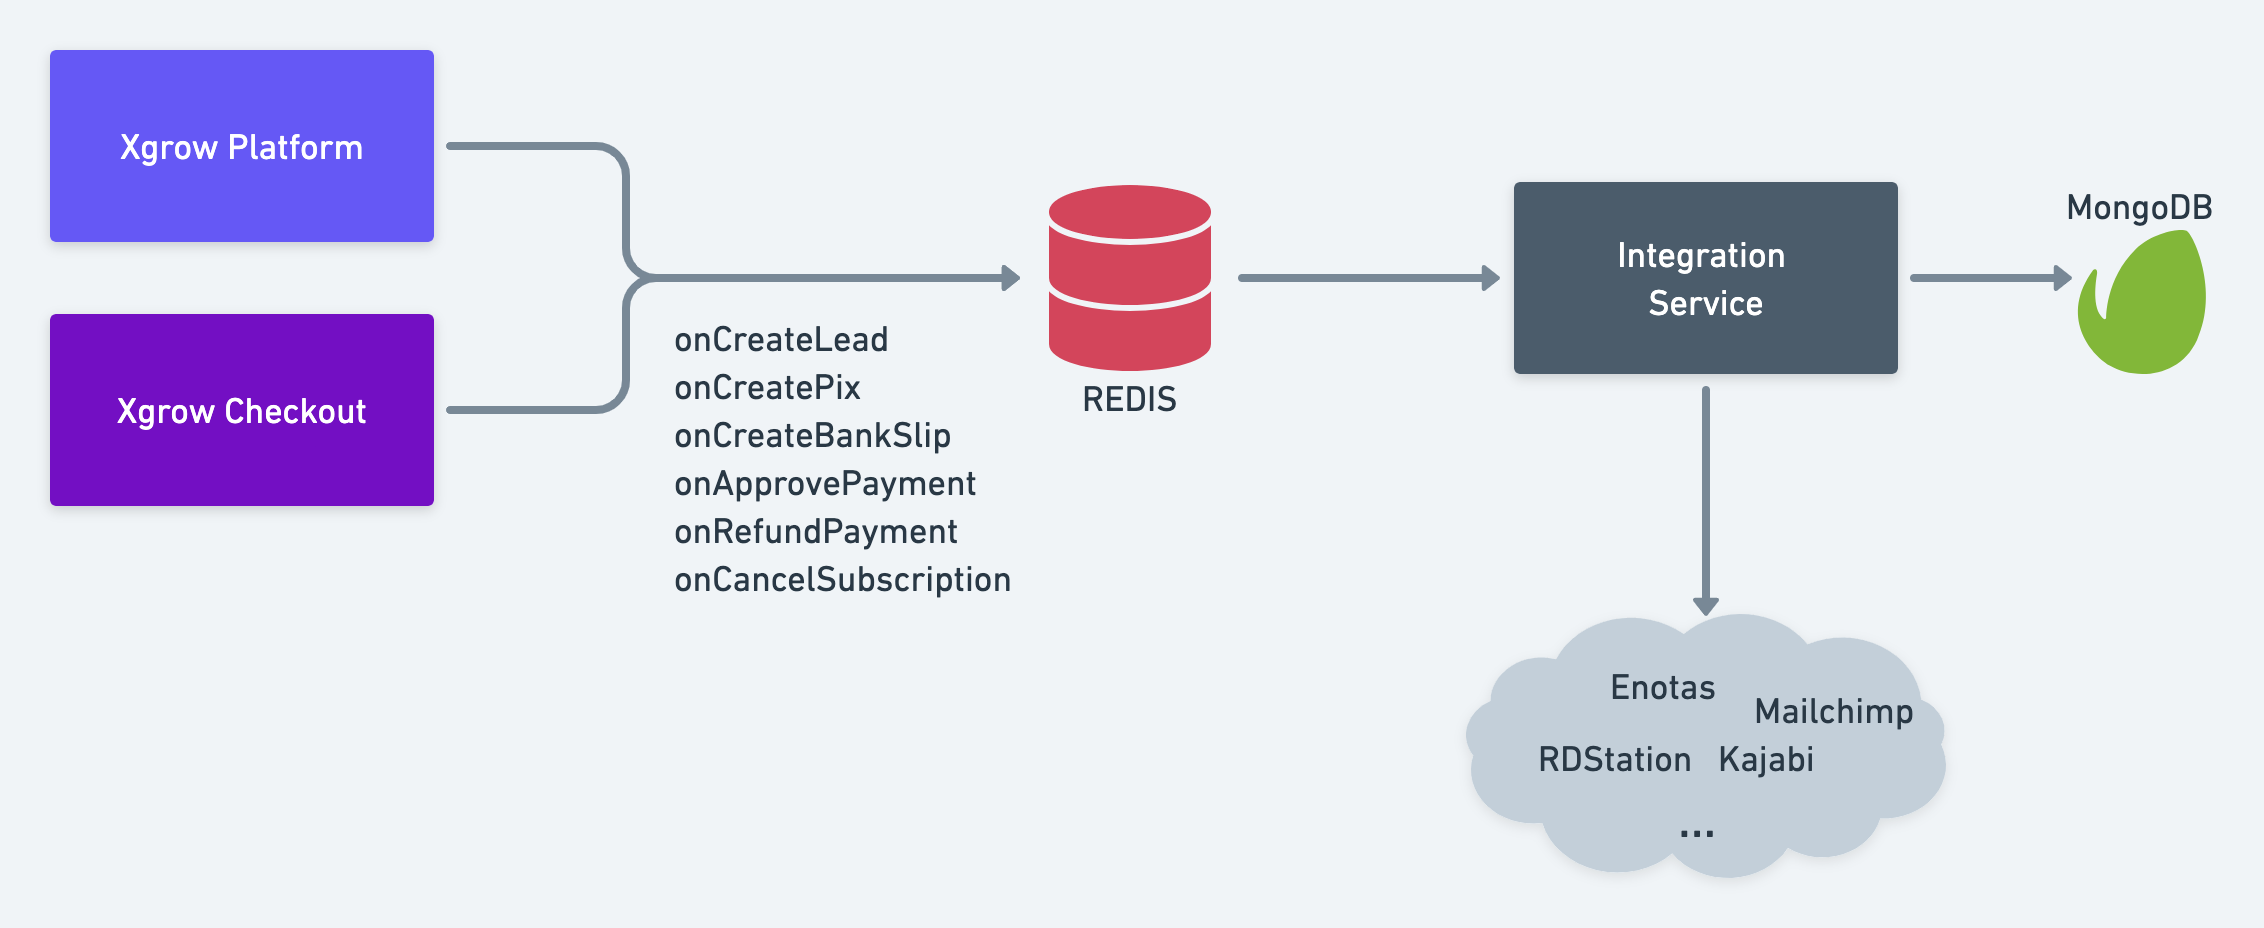 Xgrow Platform
Xgrow Checkout
onCreateLead
onCreatePix
onCreateBankSlip
onApprovePayment
onRefundPayment
onCancelSubscription
REDIS
Integration
Service
MongoDB
Enotas
Mailchimp
RDStation Kajabi
...